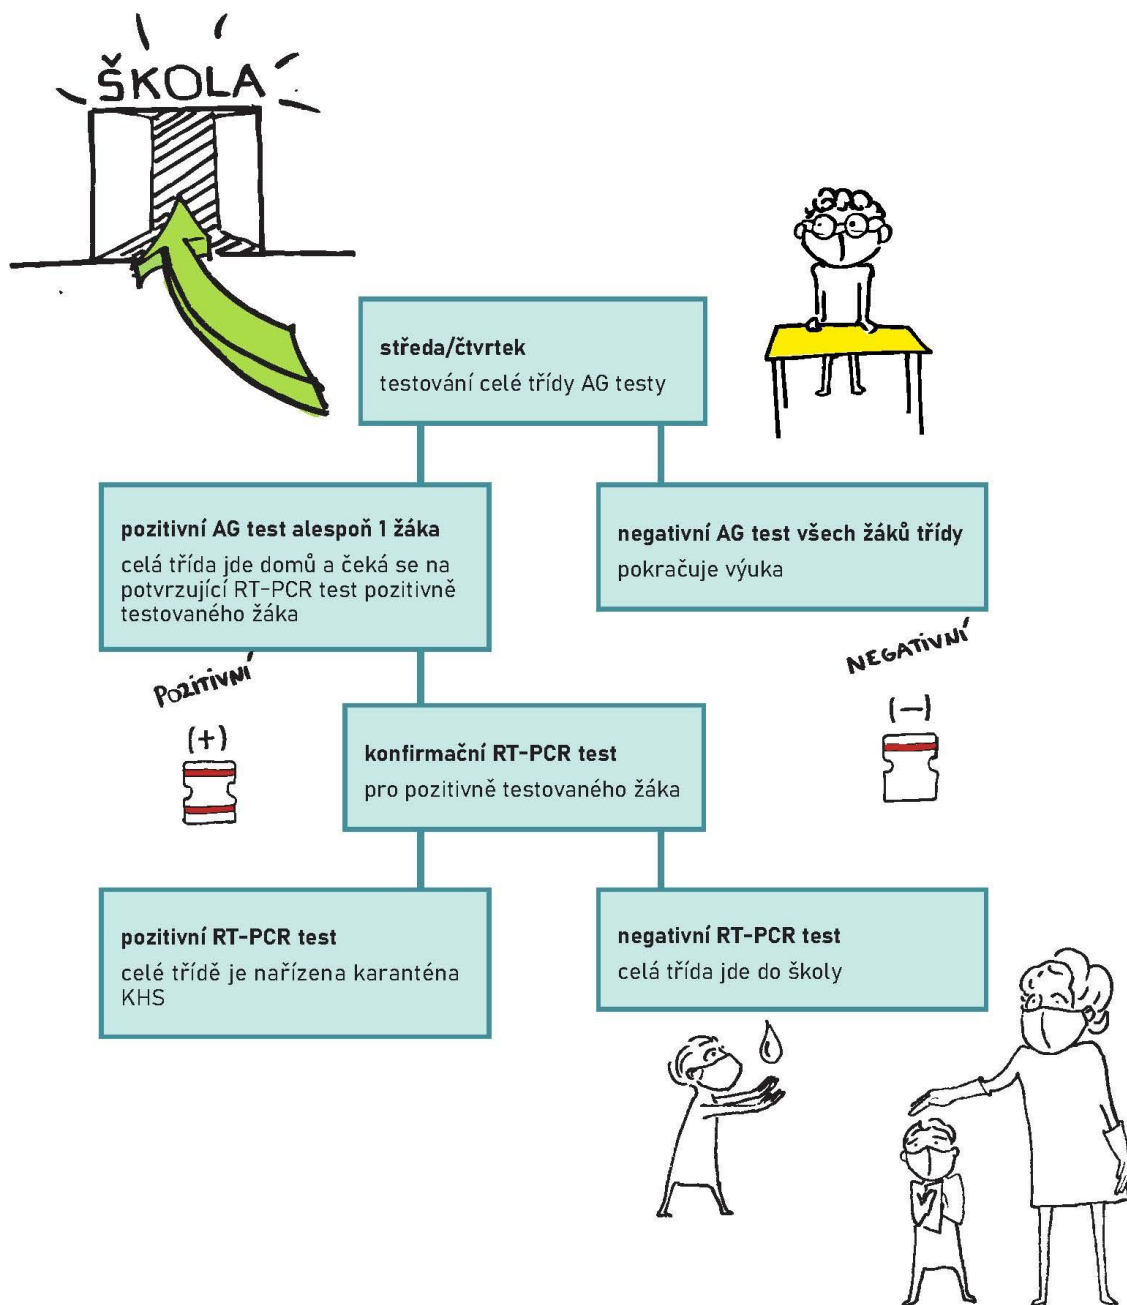 ŠKOLA
středa/čtvrtek
testování celé třídy AG testy
pozitivní AG test alespoň 1 žáka
celá třída jde domů a čeká se na
potvrzující RT-PCR test pozitivně
testovaného žáka
negativní AG test všech žáků třídy
pokračuje výuka
POZITIVNÍ
(+)
NEGATIVNÍ
(–)
konfirmační RT-PCR test
pro pozitivně testovaného žáka
pozitivní RT-PCR test
celé třídě je nařízena karanténa
KHS
negativní RT-PCR test
celá třída jde do školy